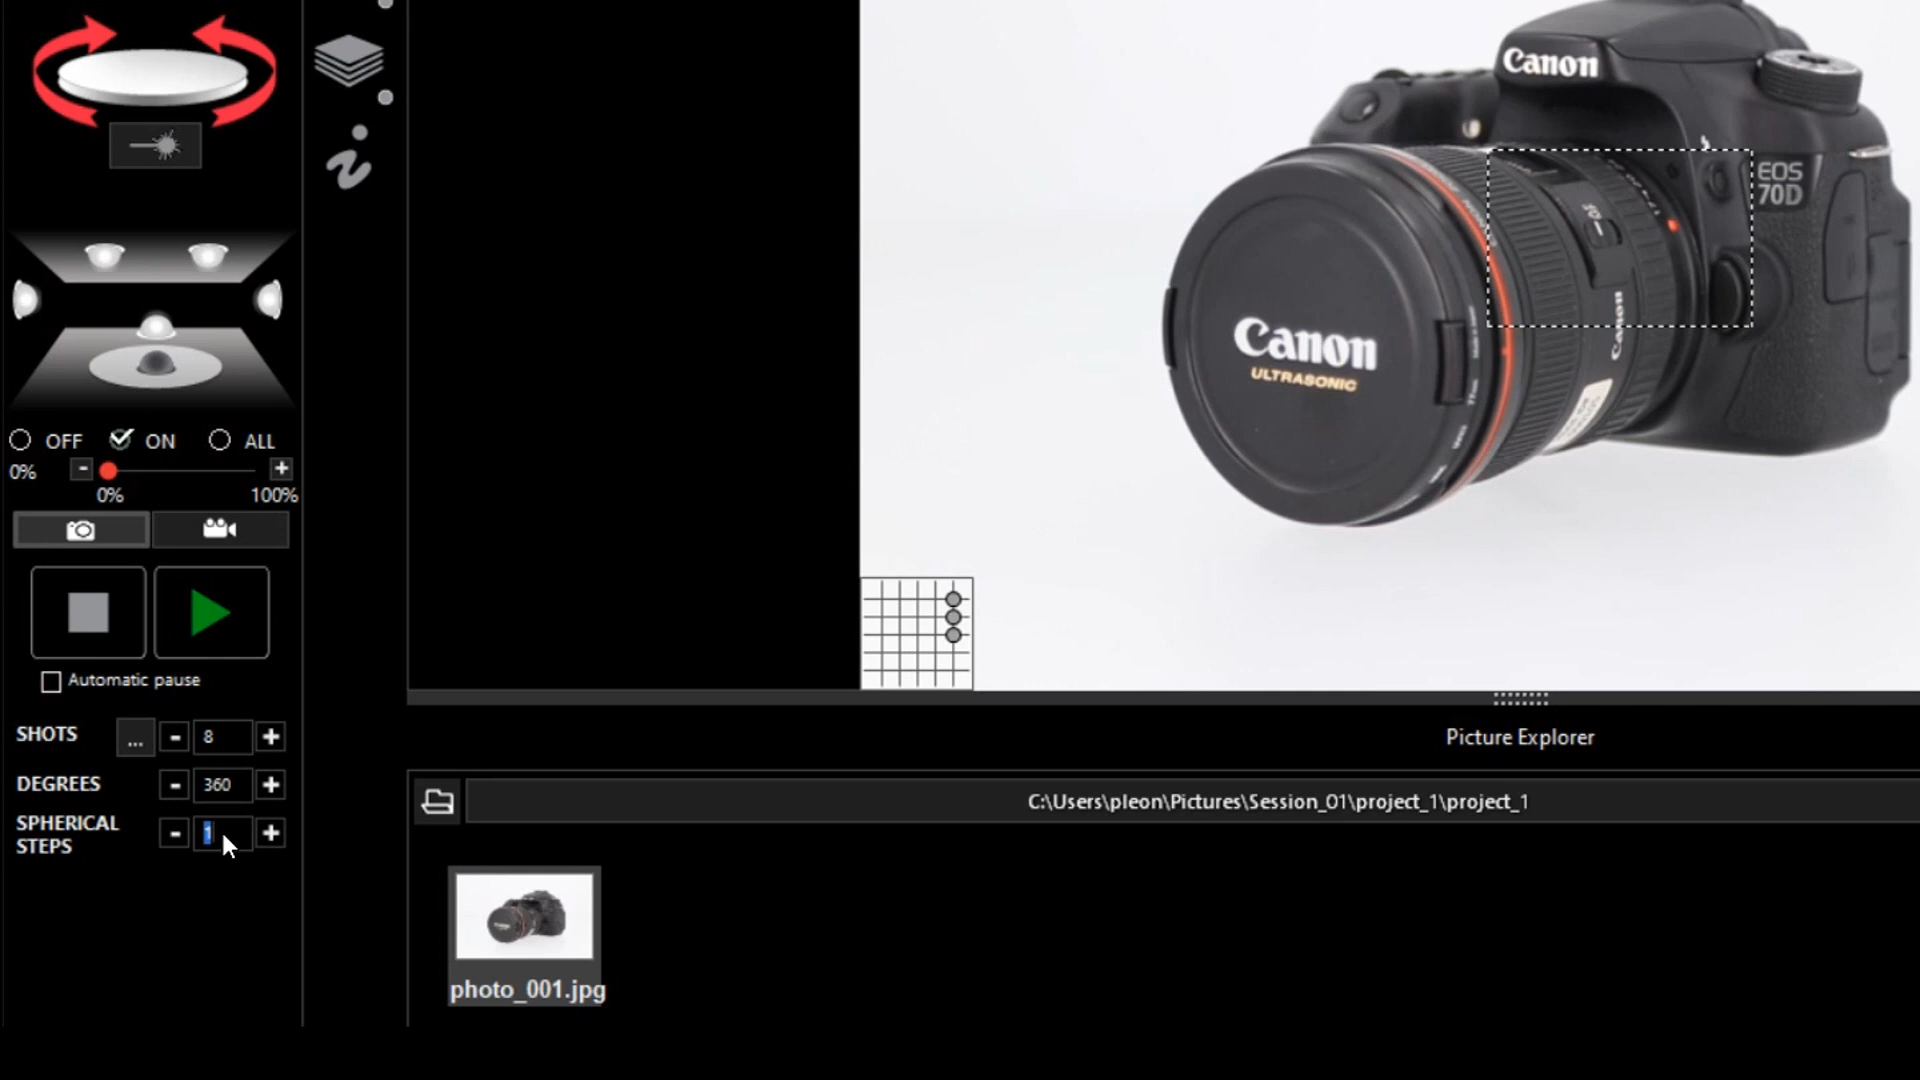 Canon
EOS
70D
Canon
Canon
ULTRASONIC
OFF
ON
ALL
0%
-
+
0%
100%
Automatic pause
SHOTS
...
-
8
+
Picture Explorer
DEGREES
-
360
+
C:\Users\pleon\Pictures\Session_01\project_1\project_1
SPHERICAL
STEPS
-
1
+
photo_001.jpg